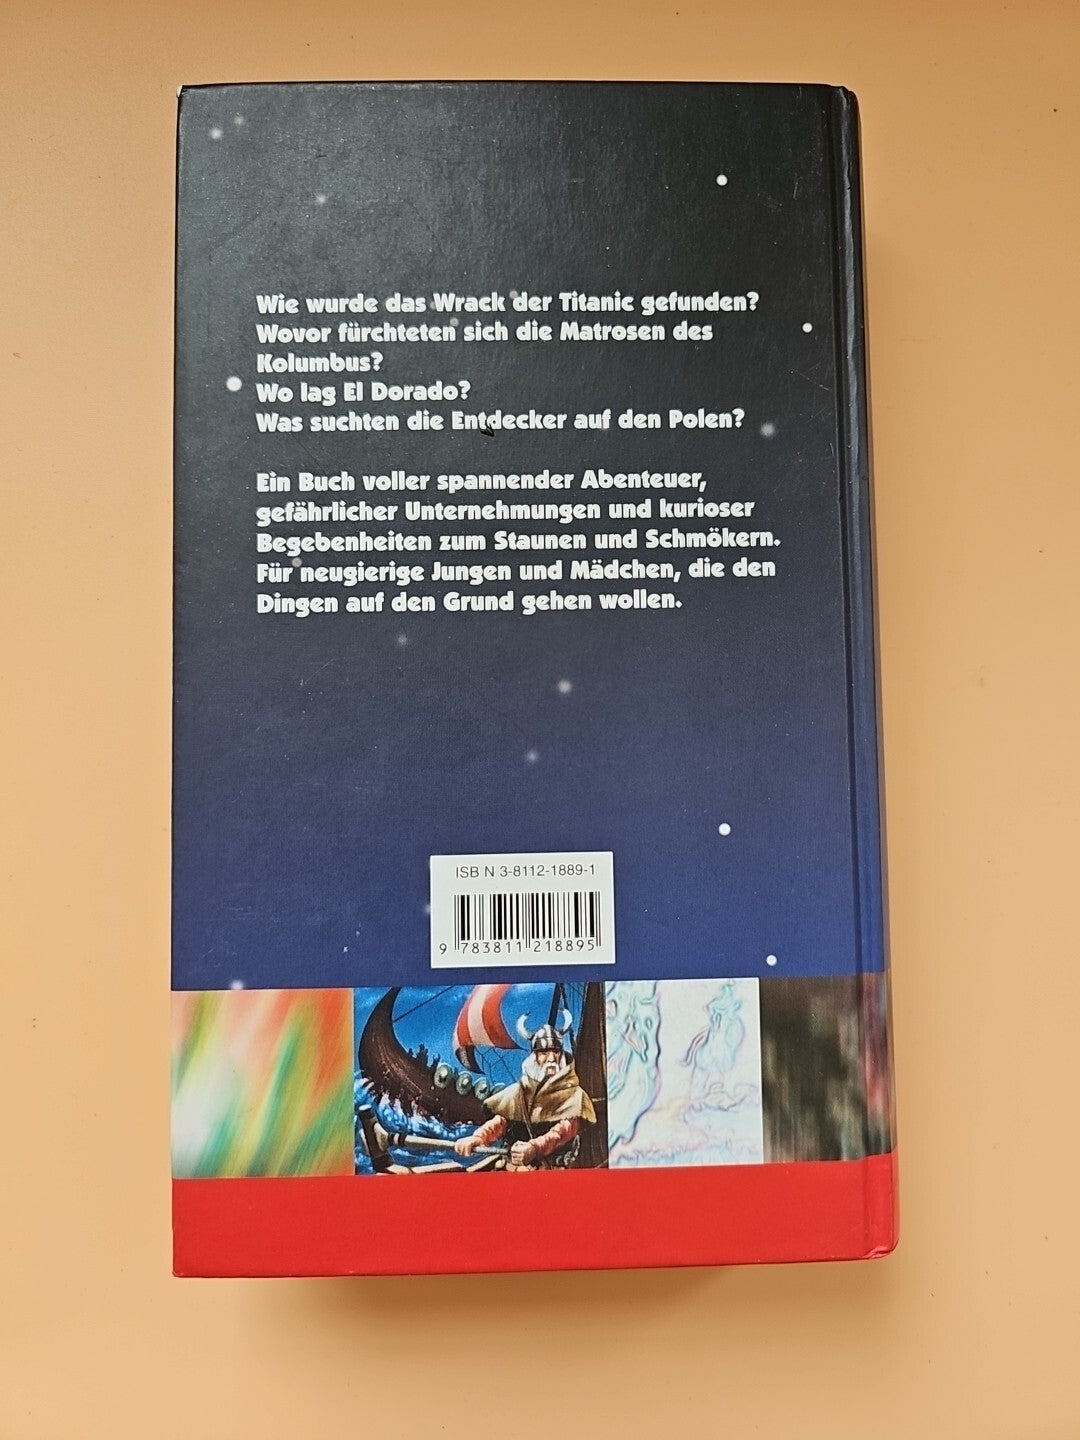 Wie wurde das Wrack der Titanic gefunden?
Wovor fürchteten sich die Matrosen des
Kolumbus?
Wo lag El Dorado?
Was suchten die Entdecker auf den Polen?
Ein Buch voller spannender Abenteuer,
gefährlicher Unternehmungen und kurioser
Begebenheiten zum Staunen und Schmökern.
Für neugierige Jungen und Mädchen, die den
Dingen auf den Grund gehen wollen.
ISB N 3-8112-1889-1
9 783811 218895